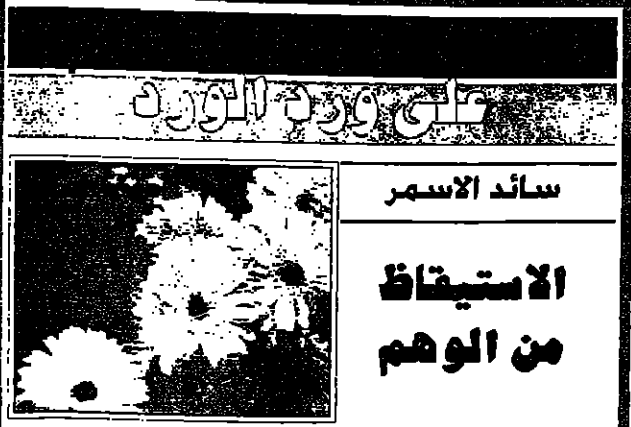 على ورد الورد
سائد الاسمر
الاستيقاظ
من الوهم